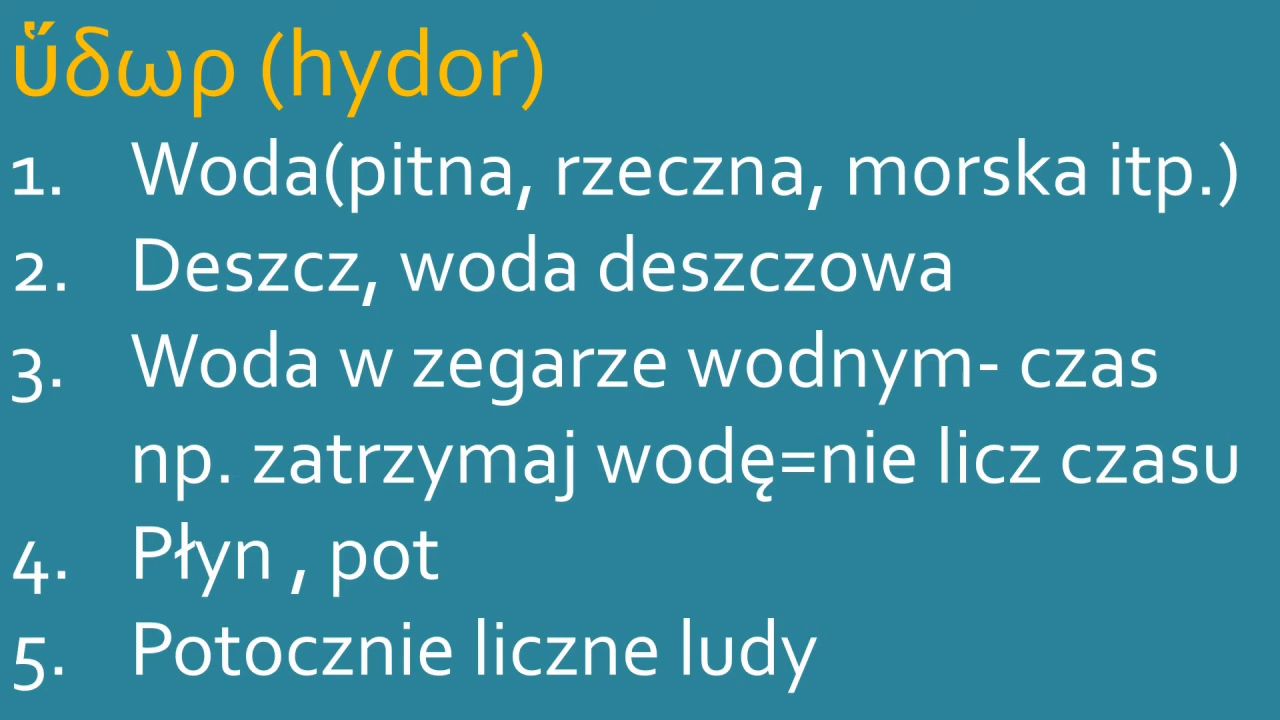 ὕδωρ (hydor)
1. Woda(pitna, rzeczna, morska itp.)
2. Deszcz, woda deszczowa
3. Woda w zegarze wodnym- czas
np. zatrzymaj wodę=nie licz czasu
4. Płyn , pot
5. Potocznie liczne ludy